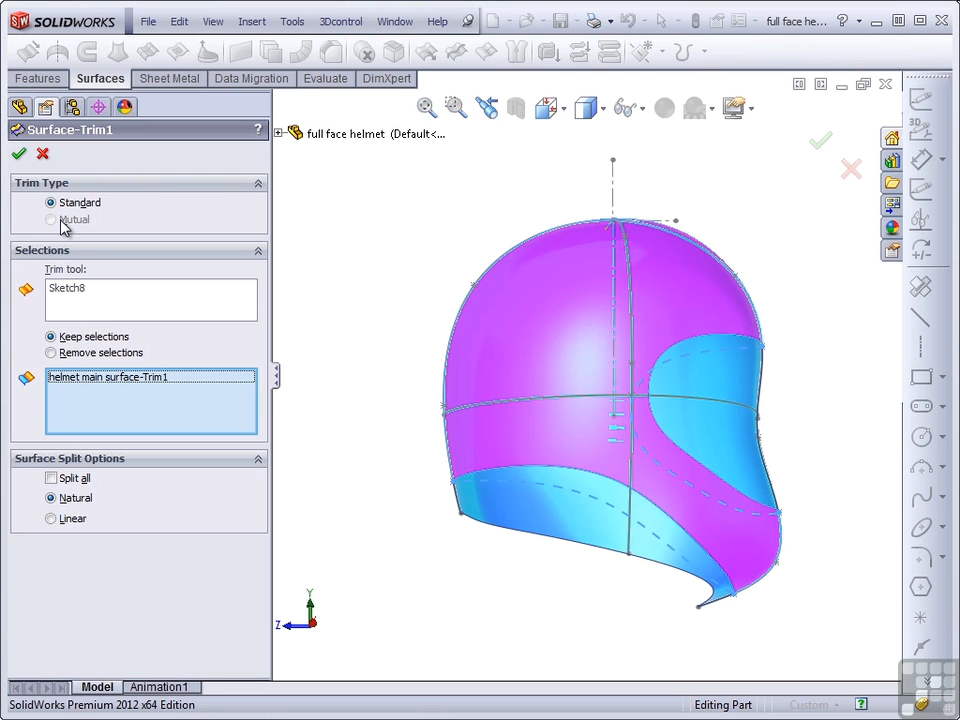 SW SOLIDWORKS File Edit View Insert Tools 3Dcontrol Window Help full face he... ?
Features Surfaces Sheet Metal Data Migration Evaluate DimXpert
Surface-Trim1 ?
full face helmet (Default<...
3D
Trim Type
Standard
Mutual
Selections
Trim tool:
Sketch8
Keep selections
Remove selections
helmet main surface-Trim1
Surface Split Options
Split all
Natural
Linear
Y
Z
Model Animation1
SolidWorks Premium 2012 x64 Edition Editing Part Custom ?